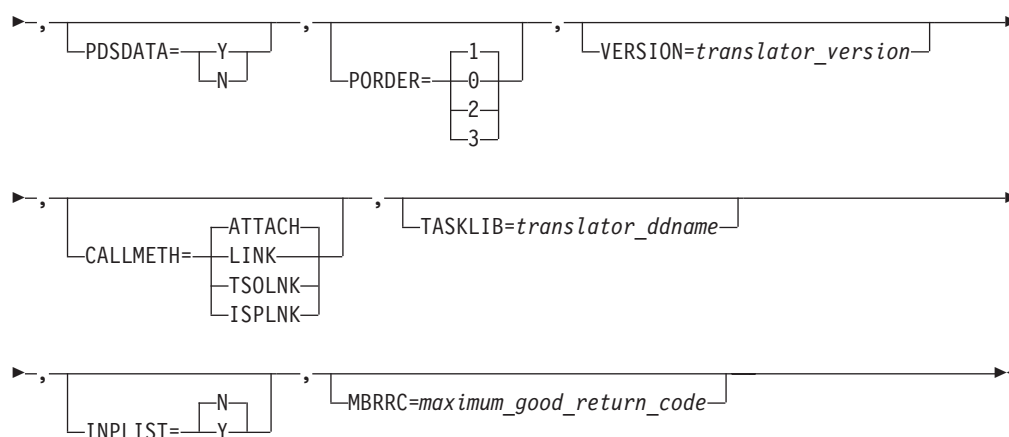 , PDSDATA= Y , PORDER= 1 , VERSION=translator_version
N
0
2
3
, CALLMETH= ATTACH , TASKLIB=translator_ddname
LINK
TSOLNK
ISPLNK
, INPLIST= N , MBRRC=maximum_good_return_code
Y